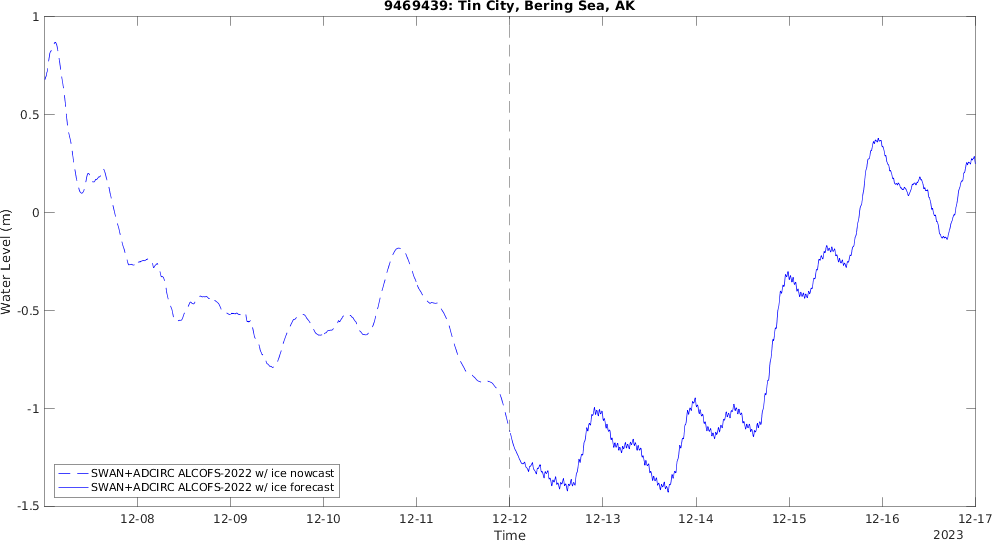 9469439: Tin City, Bering Sea, AK
1
0.5
0
-0.5
-1
-1.5
Water Level (m)
SWAN+ADCIRC ALCOFS-2022 w/ ice nowcast
SWAN+ADCIRC ALCOFS-2022 w/ ice forecast
12-08 12-09 12-10 12-11 12-12 12-13 12-14 12-15 12-16 12-17
Time
2023